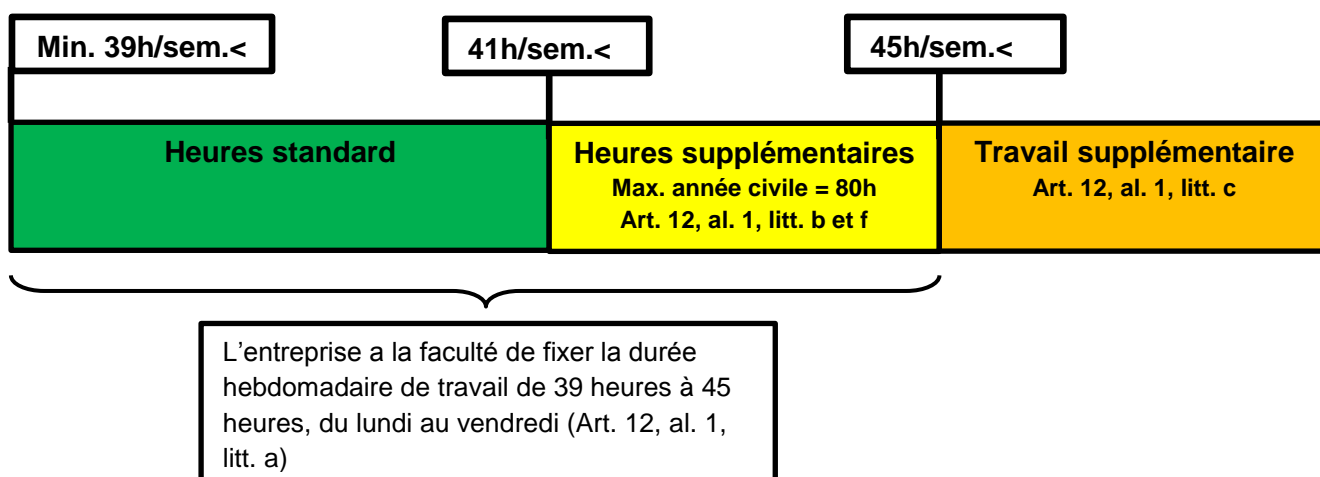 Min. 39h/sem.<
41h/sem.<
45h/sem.<
Heures standard
Heures supplémentaires
Max. année civile = 80h
Art. 12, al. 1, litt. b et f
Travail supplémentaire
Art. 12, al. 1, litt. c
L'entreprise a la faculté de fixer la durée
hebdomadaire de travail de 39 heures à 45
heures, du lundi au vendredi (Art. 12, al. 1,
litt. a)